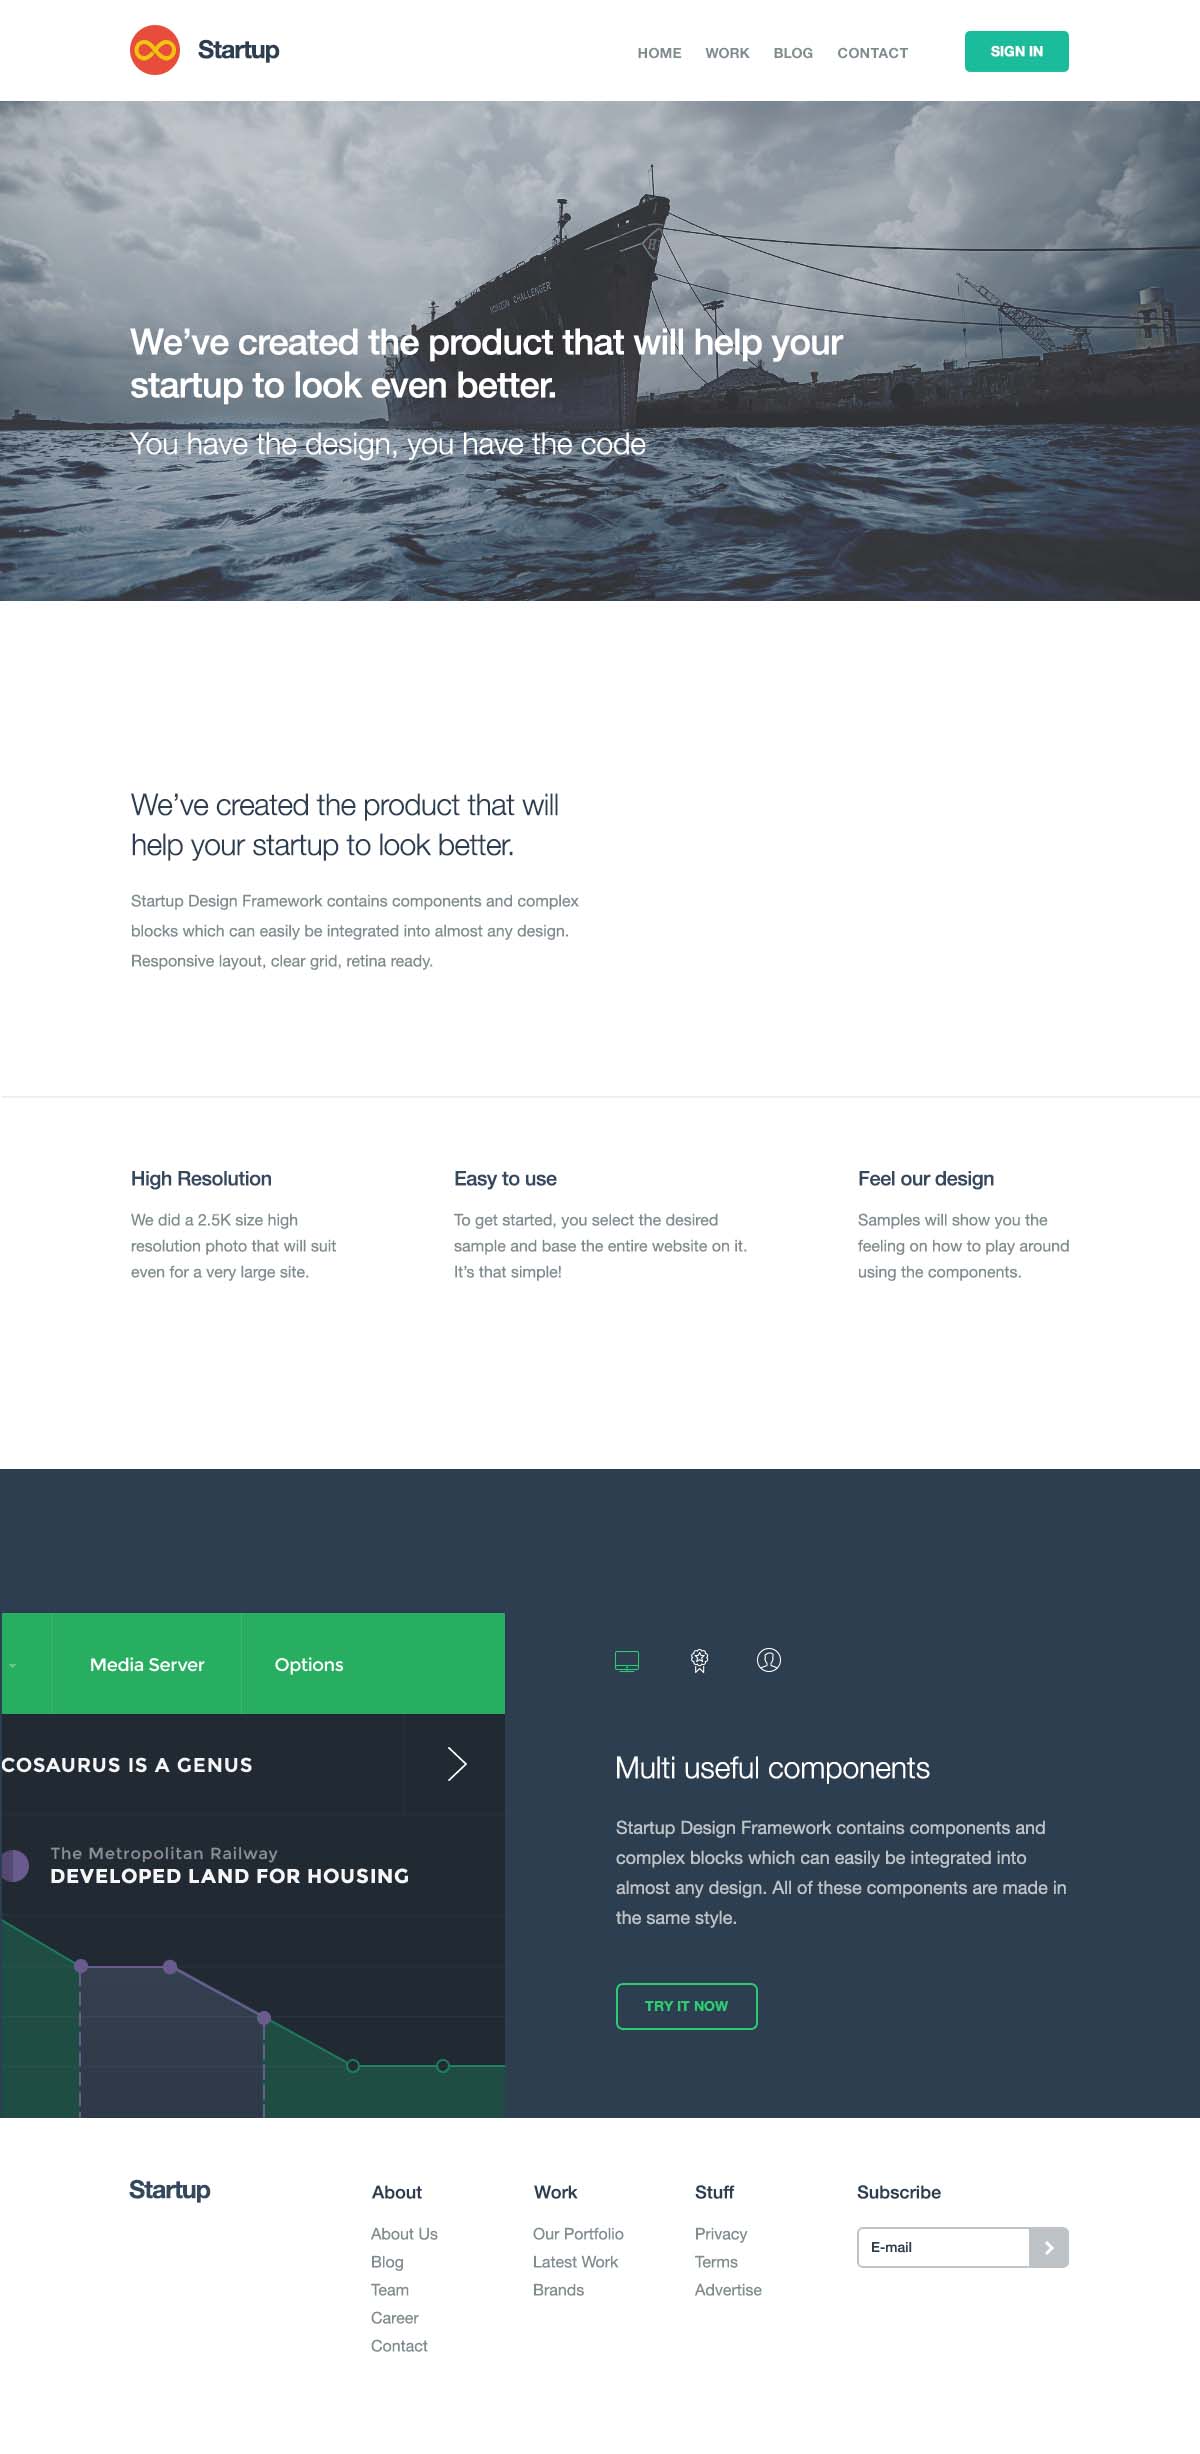 Startup
HOME WORK BLOG CONTACT
SIGN IN
We've created the product that will help your
startup to look even better.
You have the design, you have the code
We've created the product that will
help your startup to look better.
Startup Design Framework contains components and complex
blocks which can easily be integrated into almost any design.
Responsive layout, clear grid, retina ready.
High Resolution
We did a 2.5K size high
resolution photo that will suit
even for a very large site.
Easy to use
To get started, you select the desired
sample and base the entire website on it.
It's that simple!
Feel our design
Samples will show you the
feeling on how to play around
using the components.
Media Server
Options
COSAURUS IS A GENUS
The Metropolitan Railway
DEVELOPED LAND FOR HOUSING
Multi useful components
Startup Design Framework contains components and
complex blocks which can easily be integrated into
almost any design. All of these components are made in
the same style.
TRY IT NOW
Startup
About
About Us
Blog
Team
Career
Contact
Work
Our Portfolio
Latest Work
Brands
Stuff
Privacy
Terms
Advertise
Subscribe
E-mail